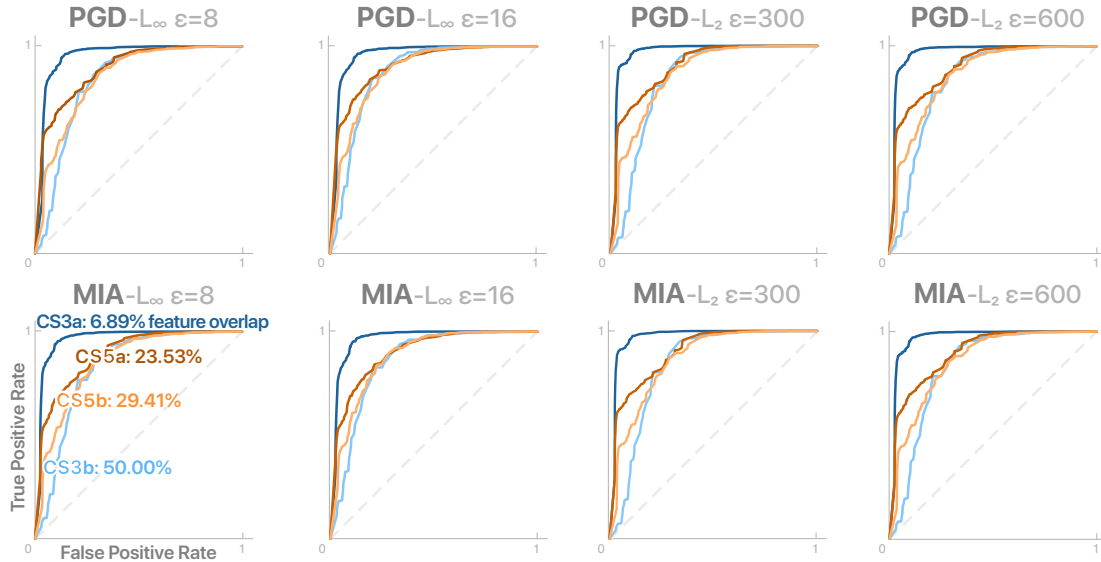 PGD-L∞ ε=8
PGD-L∞ ε=16
PGD-L₂ ε=300
PGD-L₂ ε=600
1
1
1
1
0
1
0
1
0
1
0
1
MIA-L∞ ε=8
MIA-L∞ ε=16
MIA-L₂ ε=300
MIA-L₂ ε=600
CS3a: 6.89% feature overlap
1
1
1
1
CS5a: 23.53%
CS5b: 29.41%
CS3b: 50.00%
True Positive Rate
0
1
0
1
0
1
0
1
False Positive Rate